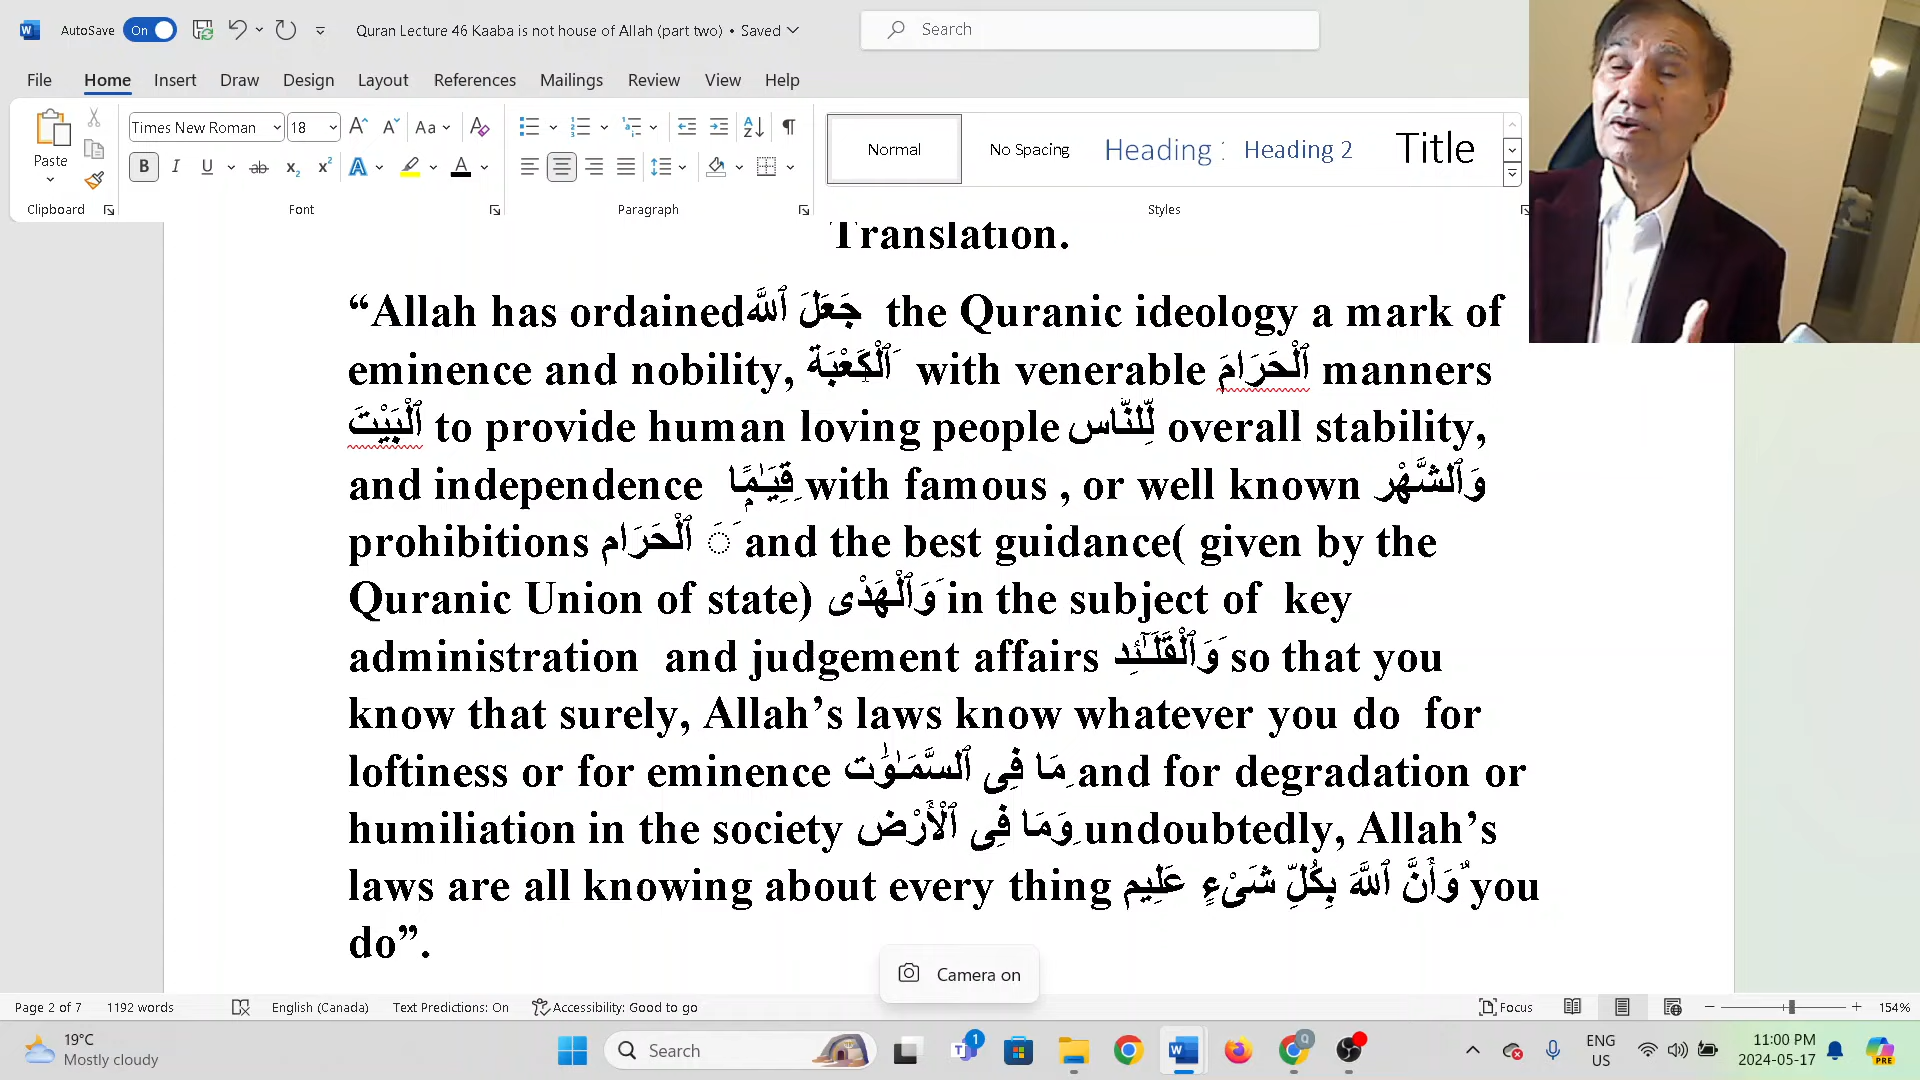 AutoSave On Quran Lecture 46 Kaaba is not house of Allah (part two) • Saved Search
File Home Insert Draw Design Layout References Mailings Review View Help
Paste Times New Roman 18 Normal No Spacing Heading 1 Heading 2 Title
Clipboard Font Paragraph Styles
Translation.
“Allah has ordained جَعَلَ ٱللَّه the Quranic ideology a mark of
eminence and nobility, ٱلْكَعْبَةَ with venerable ٱلْحَرَامَ manners
ٱلْبَيْتَ to provide human loving people لِّلنَّاس overall stability,
and independence قِيَـٰمًۭا with famous , or well known وَٱلشَّهْر
prohibitions ٱلْحَرَام َ and the best guidance( given by the
Quranic Union of state) وَٱلْهَدْىَ in the subject of key
administration and judgement affairs وَٱلْقَلَـٰٓئِدَ so that you
know that surely, Allah’s laws know whatever you do for
loftiness or for eminence مَا فِى ٱلسَّمَـٰوَٰتِ and for degradation or
humiliation in the society وَمَا فِى ٱلْأَرْضِ undoubtedly, Allah’s
laws are all knowing about every thing وَأَنَّ ٱللَّهَ بِكُلِّ شَىْءٍ عَلِيمٌ you
do”.
Camera on
Page 2 of 7 1192 words English (Canada) Text Predictions: On Accessibility: Good to go Focus 154%
19°C
Mostly cloudy
Search
1
ENG
US
11:00 PM
2024-05-17
PRE